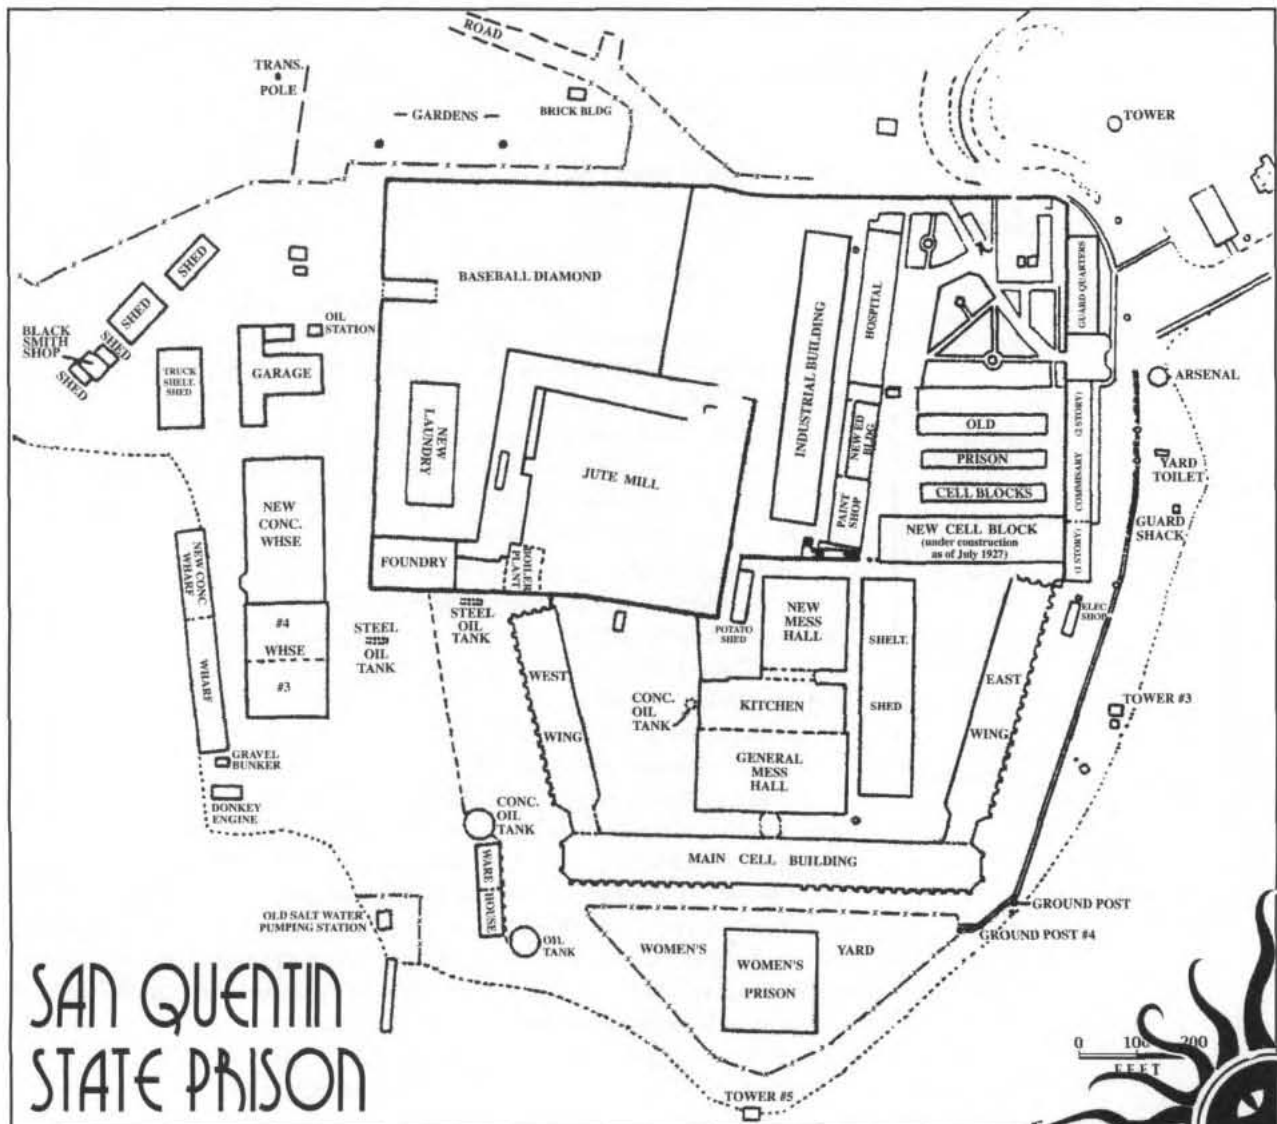 ROAD
TRANS.
POLE
GARDENS
BRICK BLDG
TOWER
SHED
SHED
BLACK
SMITH
SHOP
SHED
SHED
TRUCK
SHELT.
SHED
OIL
STATION
GARAGE
BASEBALL DIAMOND
NEW
LAUNDRY
JUTE MILL
INDUSTRIAL BUILDING
HOSPITAL
NEW ED
BLDG
PAINT
SHOP
GUARD QUARTERS
ARSENAL
OLD
PRISON
CELL BLOCKS
NEW CELL BLOCK
(under construction
as of July 1927)
(1 STORY) COMMISARY (2 STORY)
YARD
TOILET
GUARD
SHACK
NEW
CONC.
WHSE
NEW CONC
WHARF
WHARF
#4
WHSE
#3
FOUNDRY
BOILER
PLANT
STEEL
OIL
TANK
STEEL
OIL
TANK
POTATO
SHED
NEW
MESS
HALL
SHELT.
SHED
ELEC
SHOP
WEST
WING
EAST
WING
CONC.
OIL
TANK
KITCHEN
GENERAL
MESS
HALL
TOWER #3
GRAVEL
BUNKER
DONKEY
ENGINE
CONC.
OIL
TANK
WARE
HOUSE
MAIN CELL BUILDING
OLD SALT WATER
PUMPING STATION
OIL
TANK
GROUND POST
GROUND POST #4
WOMEN'S YARD
WOMEN'S
PRISON
TOWER #5
SAN QUENTIN
STATE PRISON
0 100 200
FEET